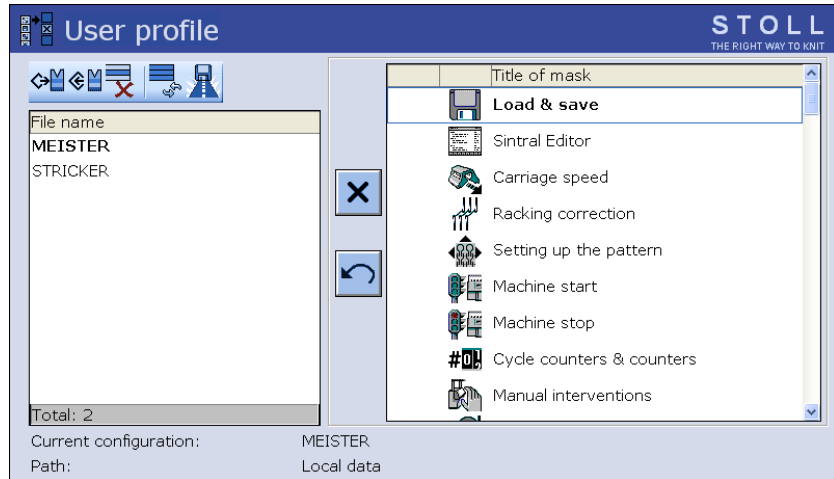 User profile
STOLL
THE RIGHT WAY TO KNIT
File name
MEISTER
STRICKER
Total: 2
Title of mask
Load & save
Sintral Editor
Carriage speed
Racking correction
Setting up the pattern
Machine start
Machine stop
Cycle counters & counters
Manual interventions
Current configuration: MEISTER
Path: Local data